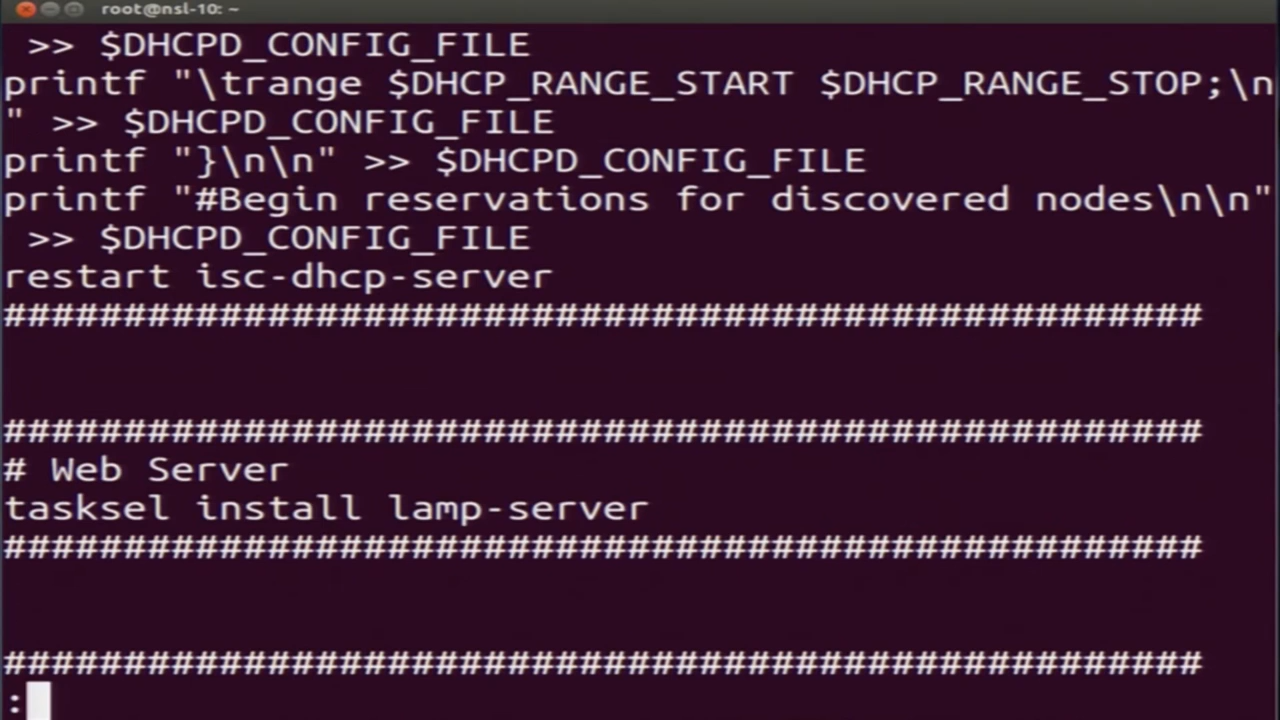 root@nsl-10: ~
 >> $DHCPD_CONFIG_FILE
printf "\trange $DHCP_RANGE_START $DHCP_RANGE_STOP;\n
" >> $DHCPD_CONFIG_FILE
printf "}\n\n" >> $DHCPD_CONFIG_FILE
printf "#Begin reservations for discovered nodes\n\n"
 >> $DHCPD_CONFIG_FILE
restart isc-dhcp-server
##################################################
##################################################
# Web Server
tasksel install lamp-server
##################################################
##################################################
: